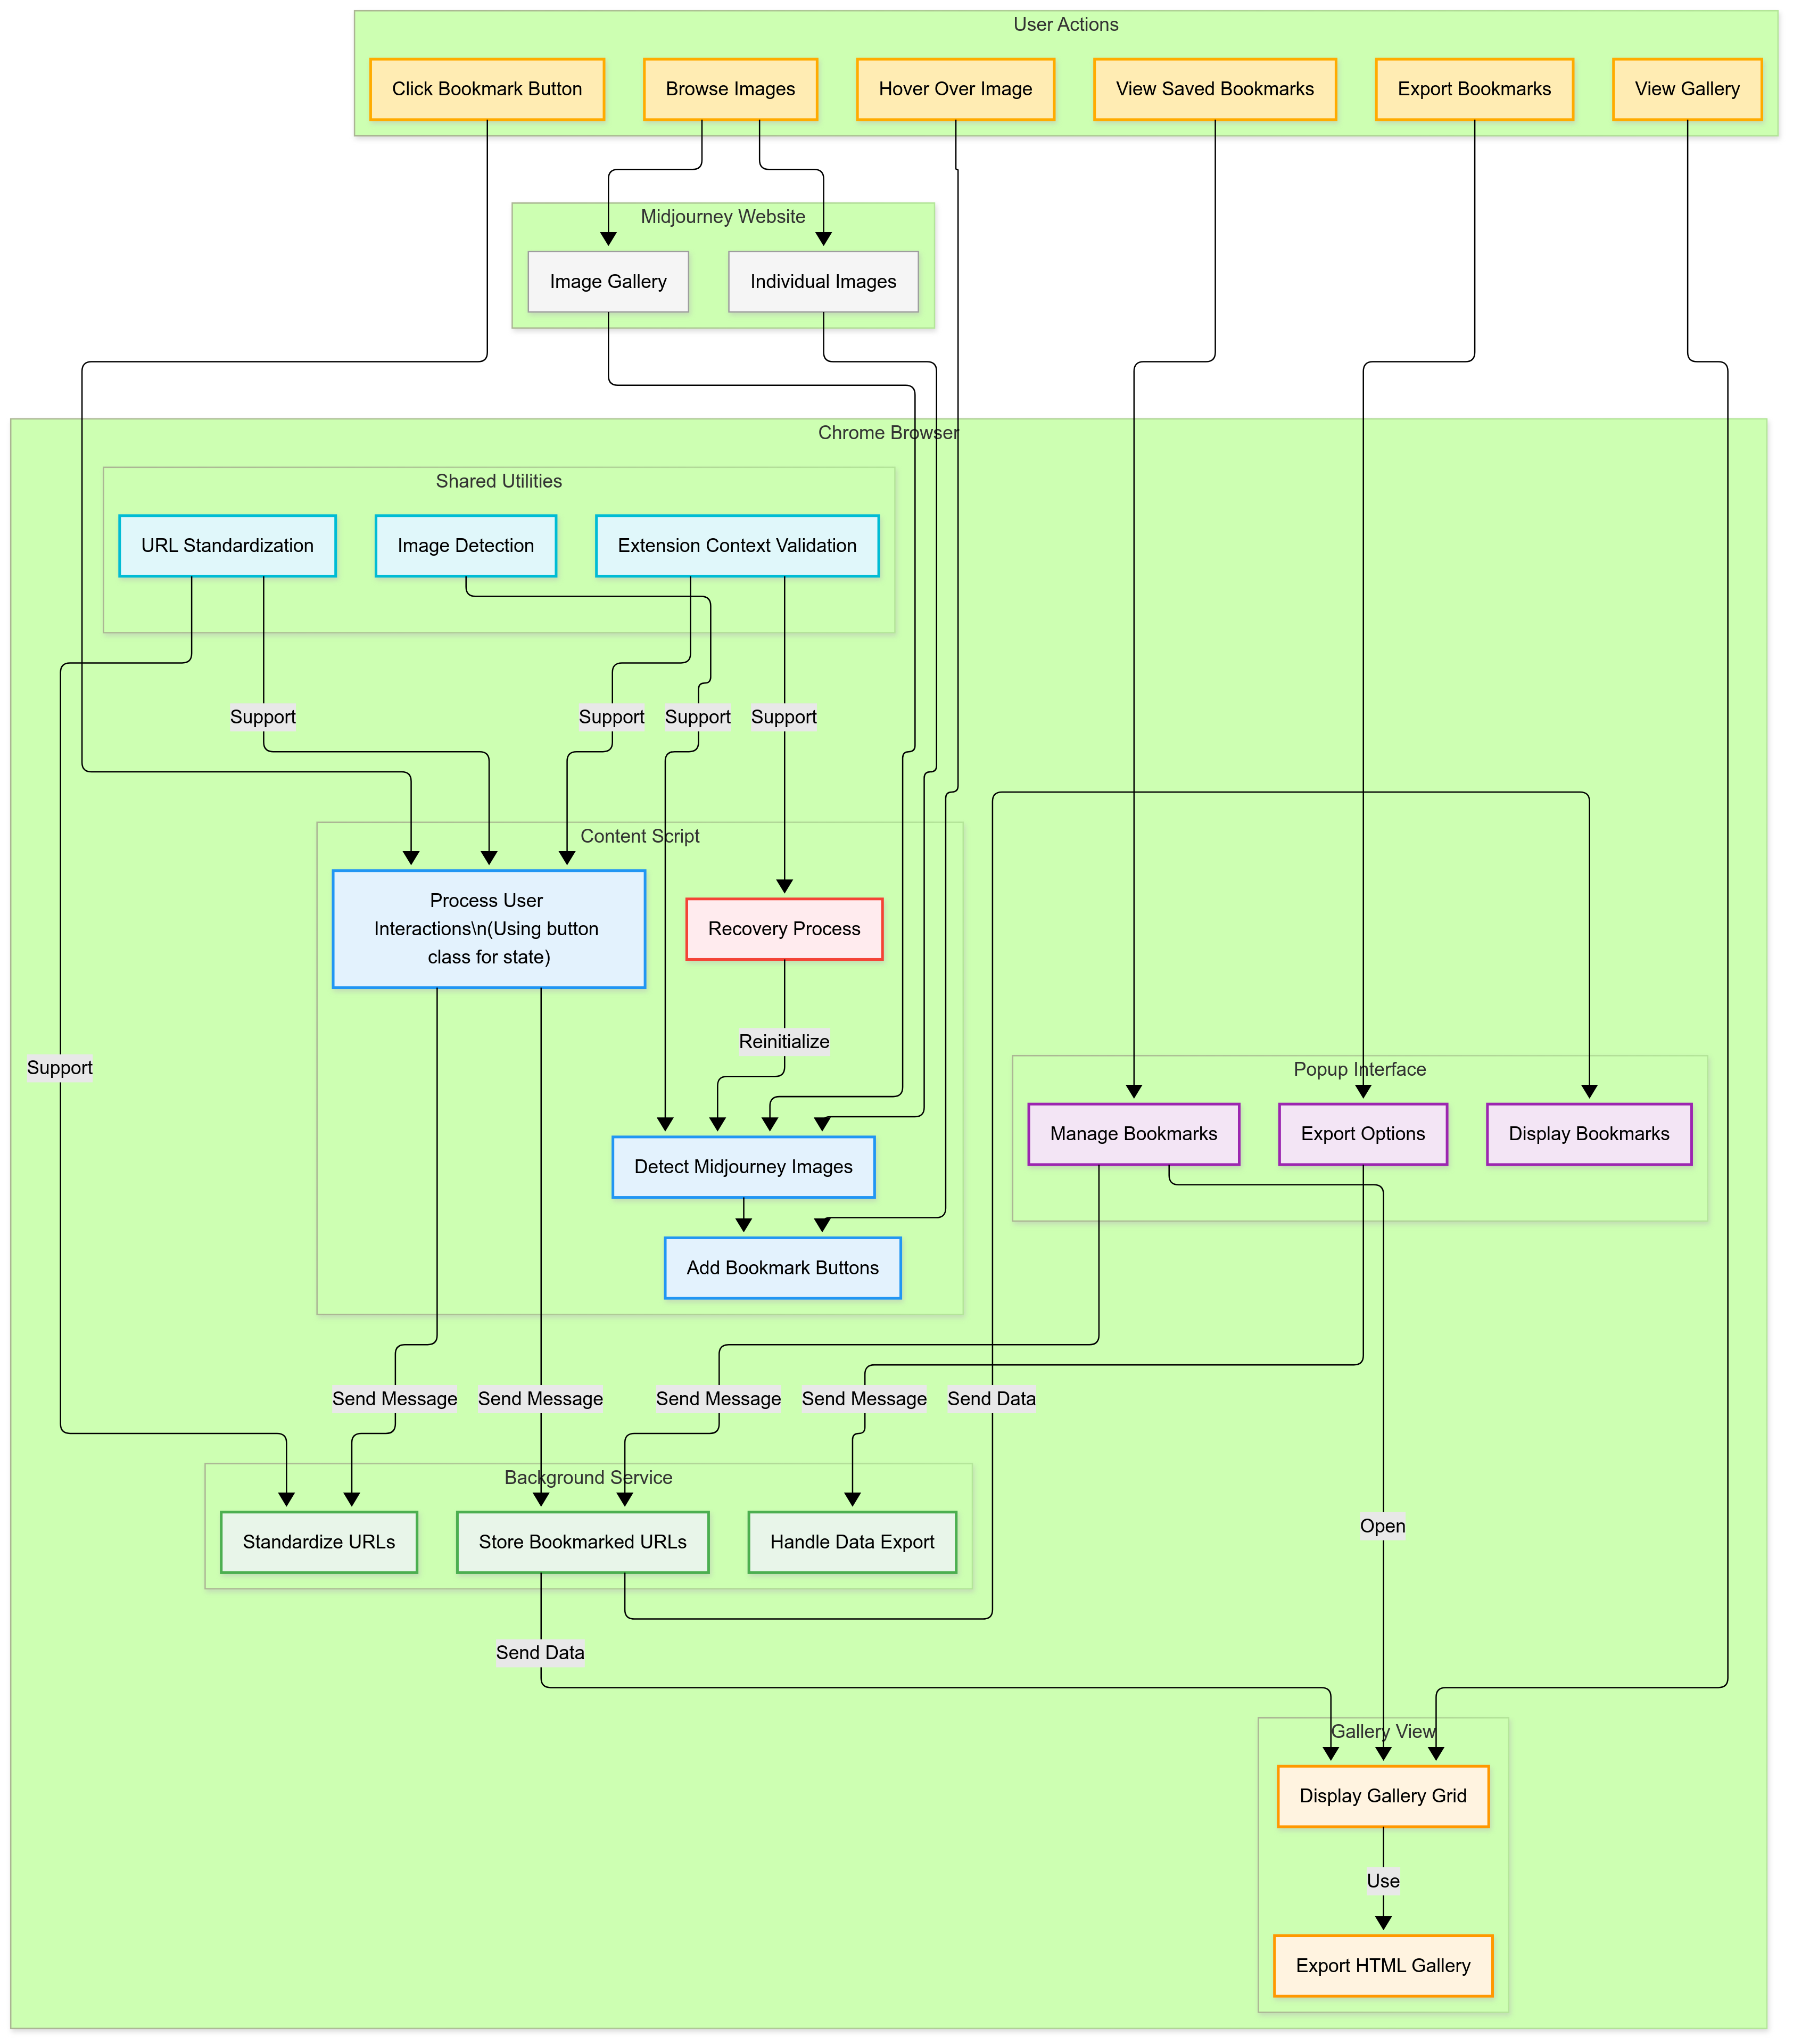 User Actions
Click Bookmark Button
Browse Images
Hover Over Image
View Saved Bookmarks
Export Bookmarks
View Gallery
Midjourney Website
Image Gallery
Individual Images
Chrome Browser
Shared Utilities
URL Standardization
Image Detection
Extension Context Validation
Support
Support
Support
Support
Content Script
Process User
Interactions\n(Using button
class for state)
Recovery Process
Reinitialize
Support
Popup Interface
Manage Bookmarks
Export Options
Display Bookmarks
Detect Midjourney Images
Add Bookmark Buttons
Send Message
Send Message
Send Message
Send Message
Send Data
Background Service
Standardize URLs
Store Bookmarked URLs
Handle Data Export
Open
Send Data
Gallery View
Display Gallery Grid
Use
Export HTML Gallery